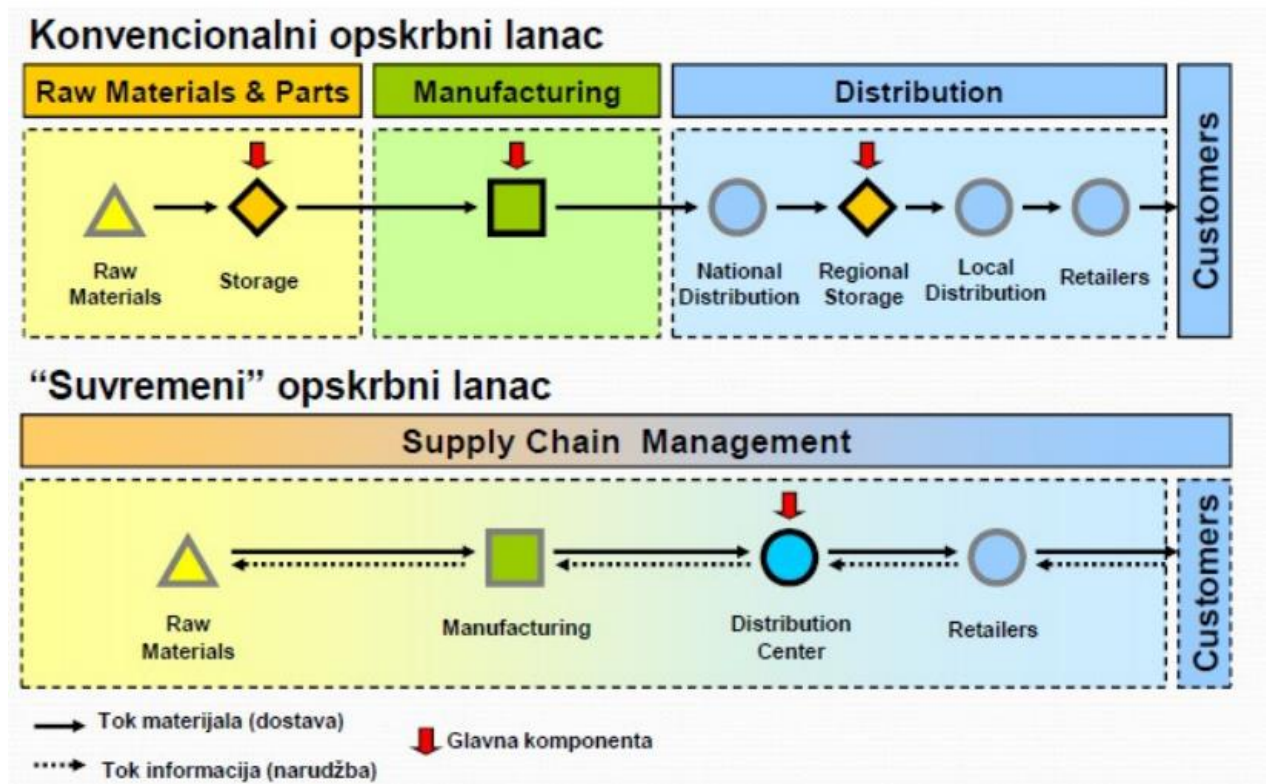 Konvencionalni opskrbni lanac
Raw Materials & Parts
Manufacturing
Distribution
Customers
Raw
Materials
Storage
National
Distribution
Regional
Storage
Local
Distribution
Retailers
“Suvremeni” opskrbni lanac
Supply Chain Management
Customers
Raw
Materials
Manufacturing
Distribution
Center
Retailers
Tok materijala (dostava)
Glavna komponenta
Tok informacija (narudžba)